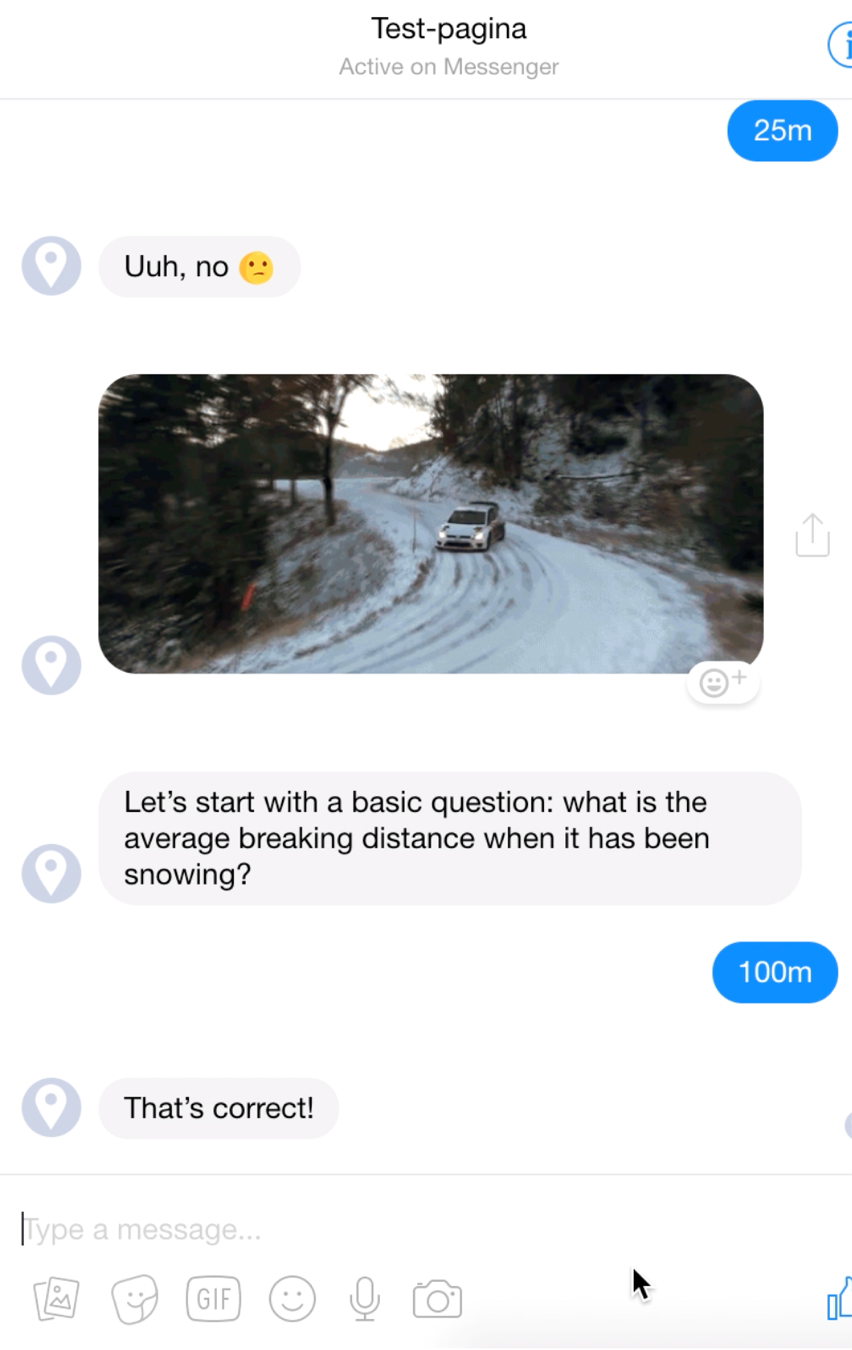 Test-pagina
Active on Messenger
25m
Uuh, no 😕
Let’s start with a basic question: what is the
average breaking distance when it has been
snowing?
100m
That’s correct!
Type a message...
GIF